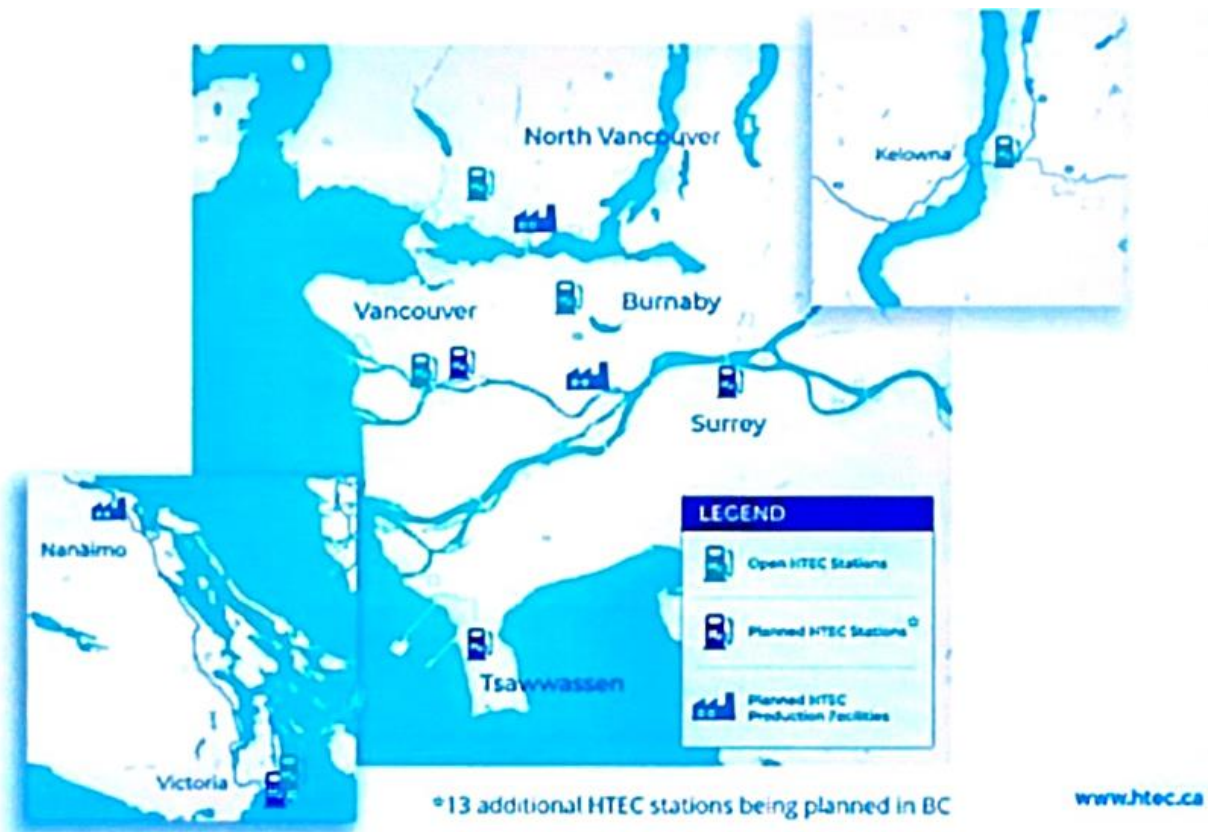 North Vancouver
Kelowna
Vancouver
Burnaby
Surrey
Nanaimo
Tsawwassen
Victoria
LEGEND
Open HTEC Stations
Planned HTEC Stations*
Planned HTEC
Production Facilities
*13 additional HTEC stations being planned in BC
www.htec.ca